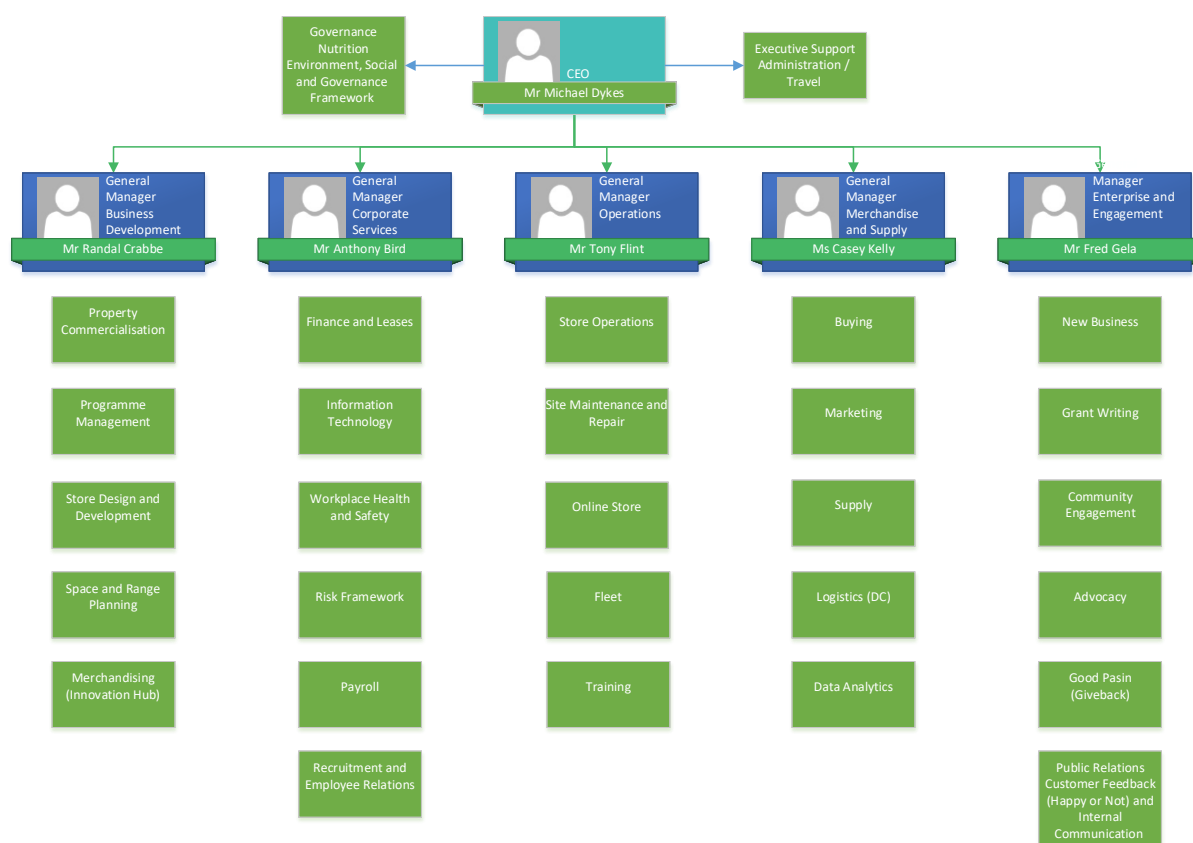 Governance
Nutrition
Environment, Social
and Governance
Framework
CEO
Mr Michael Dykes
Executive Support
Administration /
Travel
General
Manager
Business
Development
Mr Randal Crabbe
General
Manager
Corporate
Services
Mr Anthony Bird
General
Manager
Operations
Mr Tony Flint
General
Manager
Merchandise
and Supply
Ms Casey Kelly
Manager
Enterprise and
Engagement
Mr Fred Gela
Property
Commercialisation
Finance and Leases
Store Operations
Buying
New Business
Programme
Management
Information
Technology
Site Maintenance and
Repair
Marketing
Grant Writing
Store Design and
Development
Workplace Health
and Safety
Online Store
Supply
Community
Engagement
Space and Range
Planning
Risk Framework
Fleet
Logistics (DC)
Advocacy
Merchandising
(Innovation Hub)
Payroll
Training
Data Analytics
Good Pasin
(Giveback)
Recruitment and
Employee Relations
Public Relations
Customer Feedback
(Happy or Not) and
Internal
Communication